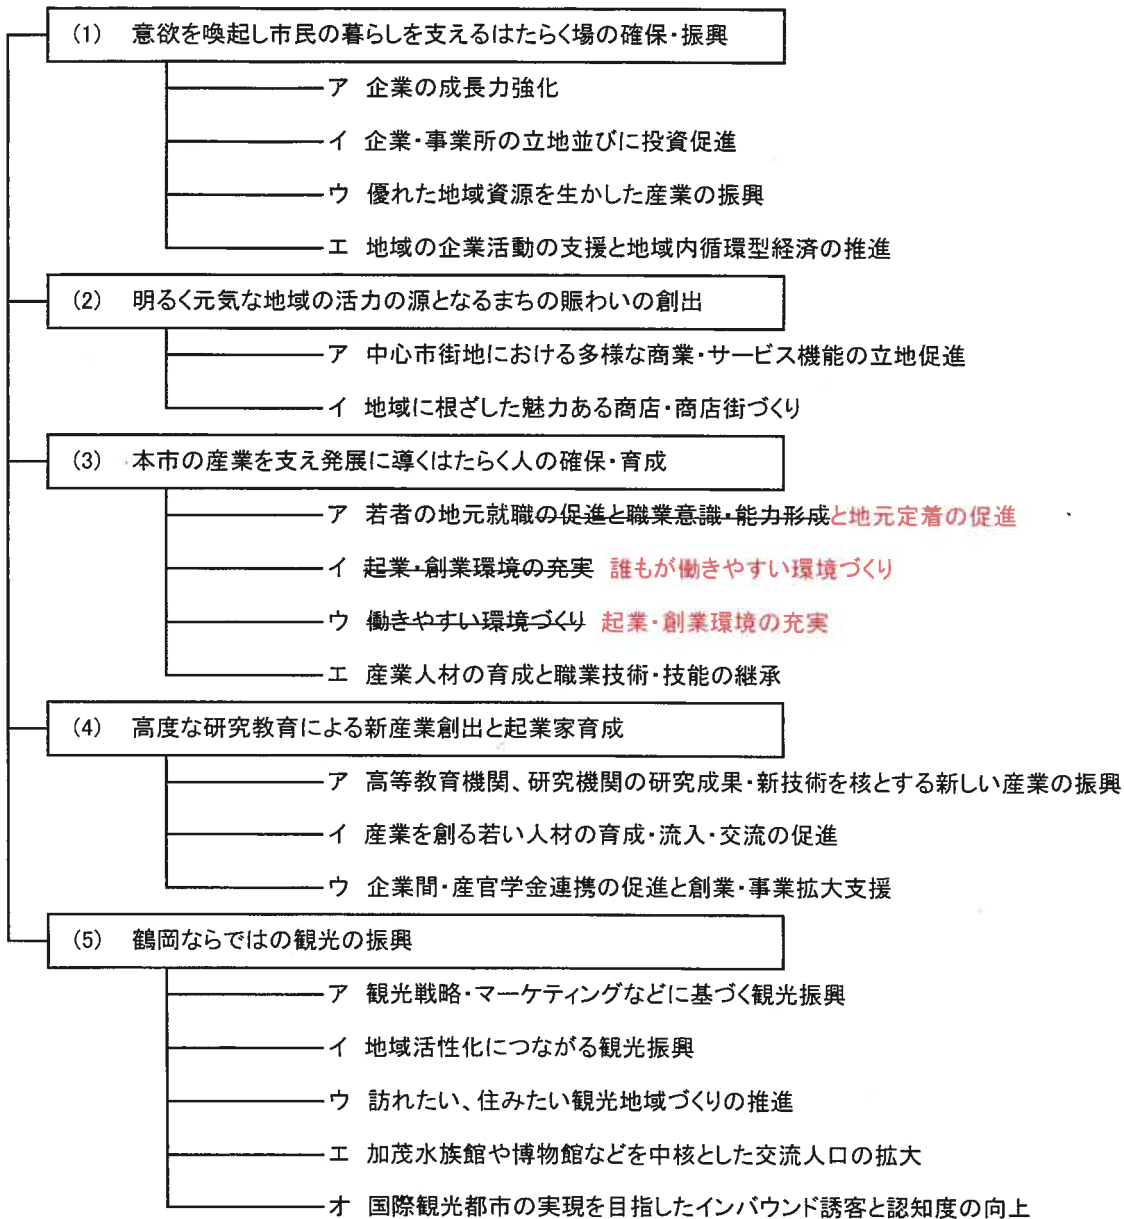 (1) 意欲を喚起し市民の暮らしを支えるはたらく場の確保・振興
ア 企業の成長力強化
イ 企業・事業所の立地並びに投資促進
ウ 優れた地域資源を生かした産業の振興
エ 地域の企業活動の支援と地域内循環型経済の推進
(2) 明るく元気な地域の活力の源となるまちの賑わいの創出
ア 中心市街地における多様な商業・サービス機能の立地促進
イ 地域に根ざした魅力ある商店・商店街づくり
(3) 本市の産業を支え発展に導くはたらく人の確保・育成
ア 若者の地元就職の促進と職業意識・能力形成と地元定着の促進
イ 起業・創業環境の充実 誰もが働きやすい環境づくり
ウ 働きやすい環境づくり 起業・創業環境の充実
エ 産業人材の育成と職業技術・技能の継承
(4) 高度な研究教育による新産業創出と起業家育成
ア 高等教育機関、研究機関の研究成果・新技術を核とする新しい産業の振興
イ 産業を創る若い人材の育成・流入・交流の促進
ウ 企業間・産官学金連携の促進と創業・事業拡大支援
(5) 鶴岡ならではの観光の振興
ア 観光戦略・マーケティングなどに基づく観光振興
イ 地域活性化につながる観光振興
ウ 訪れたい、住みたい観光地域づくりの推進
エ 加茂水族館や博物館などを中核とした交流人口の拡大
オ 国際観光都市の実現を目指したインバウンド誘客と認知度の向上